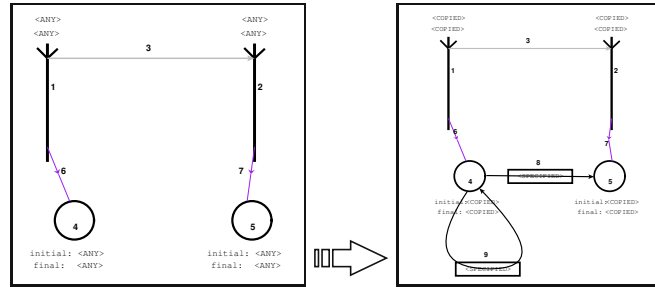 <ANY> <ANY>
<ANY> <ANY>
3
1 2
6 7
4 5
initial: <ANY> initial: <ANY>
final: <ANY> final: <ANY>
<COPIED> <COPIED>
<COPIED> <COPIED>
3
1 2
6 7
8
4 <SPECIFIED> 5
initial:<COPIED> initial:<COPIED>
final: <COPIED> final: <COPIED>
9
<SPECIFIED>